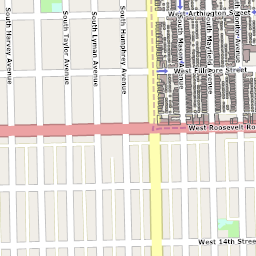 South Harvey Avenue
South Taylor Avenue
South Lyman Avenue
South Humphrey Avenue
West Arthington Street
West Fillmore Street
West Roosevelt Ro
West 14th Street